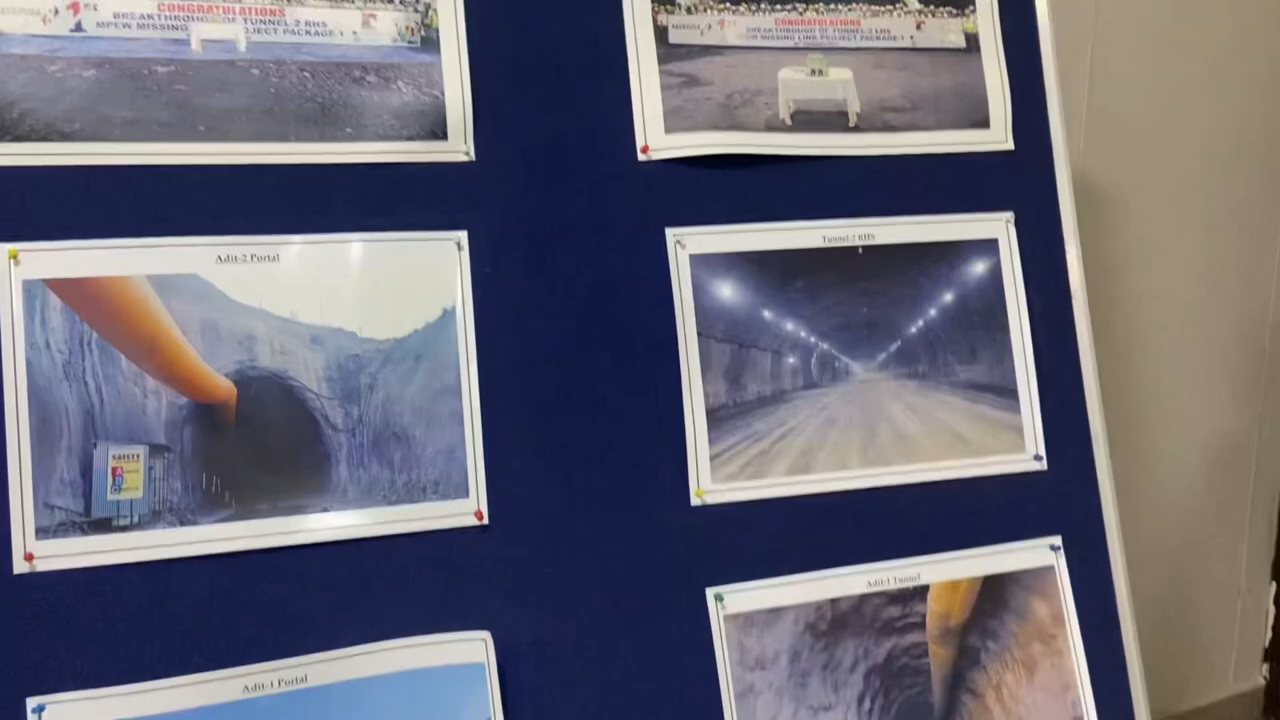 CONGRATULATIONS
BREAKTHROUGH OF TUNNEL-2 RHS
MPEW MISSING PROJECT PACKAGE-1
CONGRATULATIONS
BREAKTHROUGH OF TUNNEL-2 LHS
MISSING LINK PROJECT PACKAGE-1
Adit-2 Portal
SAFETY
A
B
C
Tunnel-2 RHS
Adit-1 Tunnel
Adit-1 Portal